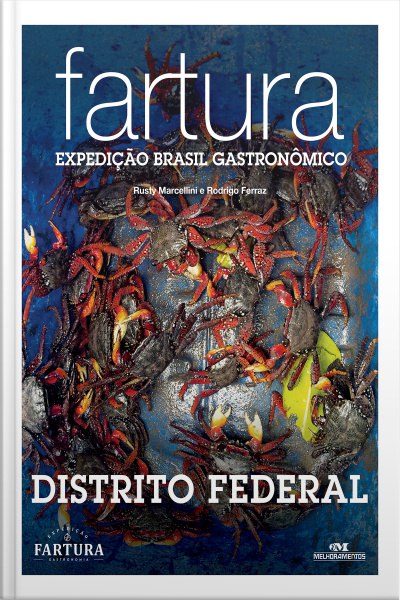 fartura
EXPEDIÇÃO BRASIL GASTRONÔMICO
Rusty Marcellini e Rodrigo Ferraz
DISTRITO FEDERAL
EXPEDIÇÃO
FARTURA
GASTRONOMIA
MELHORAMENTOS